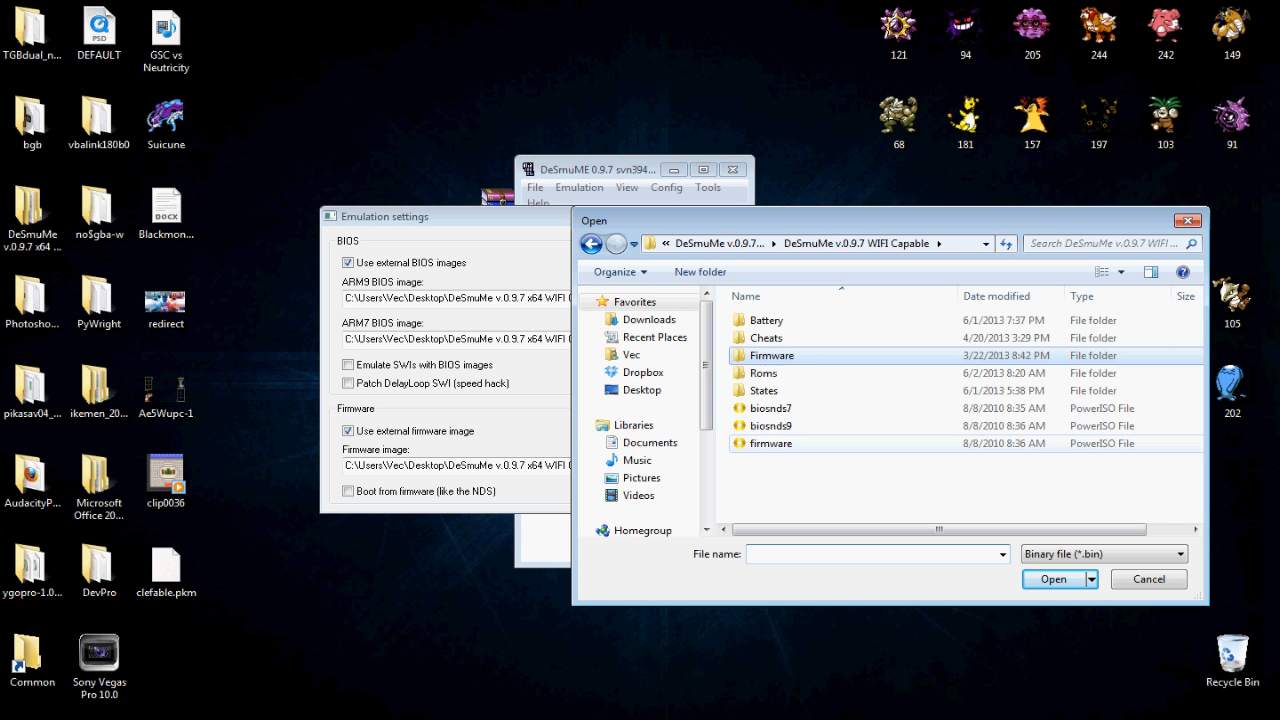 TGBdual_n...
DEFAULT
GSC vs
Neutricity
bgb
vbalink180b0
Suicune
DeSmuMe
v.0.9.7 x64 ...
no$gba-w
Blackmon...
Photosho...
PyWright
redirect
pikasav04_...
ikemen_20...
Ae5Wupc-1
AudacityP...
Microsoft
Office 20...
clip0036
ygopro-1.0...
DevPro
clefable.pkm
Common
Sony Vegas
Pro 10.0
PSD
DOCX
121
94
205
244
242
149
68
181
157
197
103
91
105
202
Recycle Bin
DeSmuME 0.9.7 svn394...
File Emulation View Config Tools
Help
Emulation settings
BIOS
Use external BIOS images
ARM9 BIOS image:
C:\Users\Vec\Desktop\DeSmuMe v.0.9.7 x64 WIFI
ARM7 BIOS image:
C:\Users\Vec\Desktop\DeSmuMe v.0.9.7 x64 WIFI
Emulate SWIs with BIOS images
Patch DelayLoop SWI (speed hack)
Firmware
Use external firmware image
Firmware image:
C:\Users\Vec\Desktop\DeSmuMe v.0.9.7 x64 WIFI
Boot from firmware (like the NDS)
Open
« DeSmuMe v.0.9.7... DeSmuMe v.0.9.7 WIFI Capable
Search DeSmuMe v.0.9.7 WIFI ...
Organize New folder
Favorites
Downloads
Recent Places
Vec
Dropbox
Desktop
Libraries
Documents
Music
Pictures
Videos
Homegroup
Name Date modified Type Size
Battery 6/1/2013 7:37 PM File folder
Cheats 4/20/2013 3:29 PM File folder
Firmware 3/22/2013 8:42 PM File folder
Roms 6/2/2013 8:20 AM File folder
States 6/1/2013 5:38 PM File folder
biosnds7 8/8/2010 8:35 AM PowerISO File
biosnds9 8/8/2010 8:36 AM PowerISO File
firmware 8/8/2010 8:36 AM PowerISO File
File name:
Binary file (*.bin)
Open Cancel